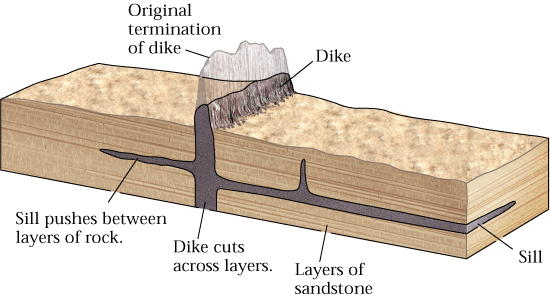 Original
termination
of dike
Dike
Sill pushes between
layers of rock.
Dike cuts
across layers.
Layers of
sandstone
Sill